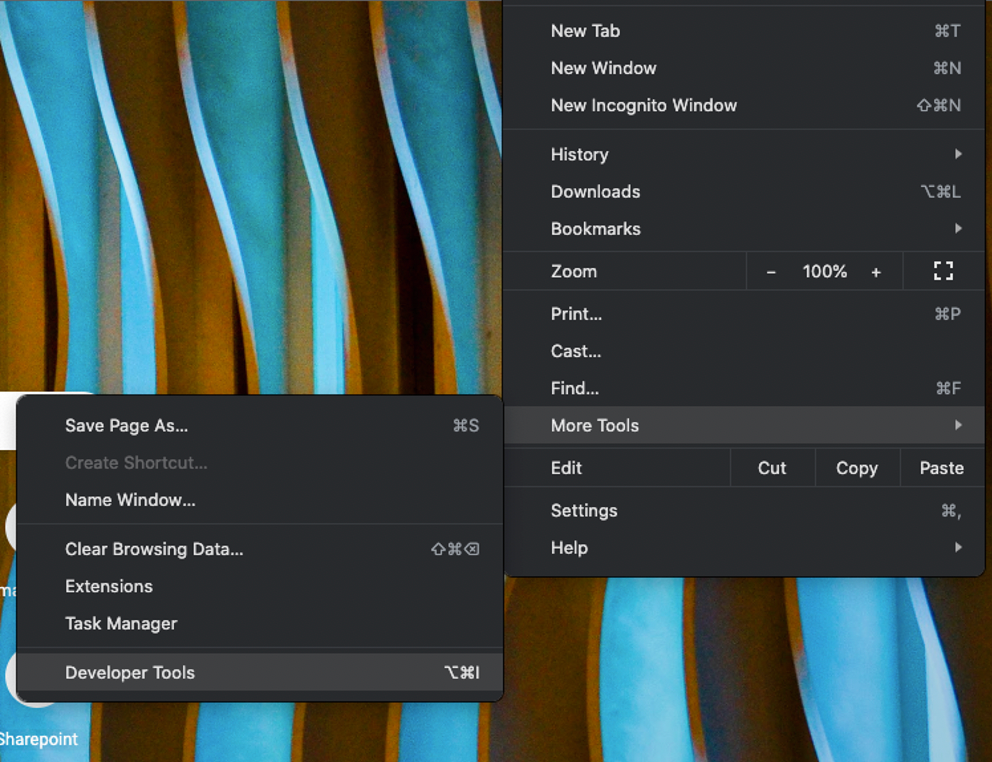 New Tab ⌘T
New Window ⌘N
New Incognito Window ⇧⌘N
History
Downloads ⌥⌘L
Bookmarks
Zoom − 100% +
Print... ⌘P
Cast...
Find... ⌘F
More Tools
Edit Cut Copy Paste
Settings ⌘,
Help
Save Page As... ⌘S
Create Shortcut...
Name Window...
Clear Browsing Data... ⇧⌘⌫
Extensions
Task Manager
Developer Tools ⌥⌘I
Sharepoint